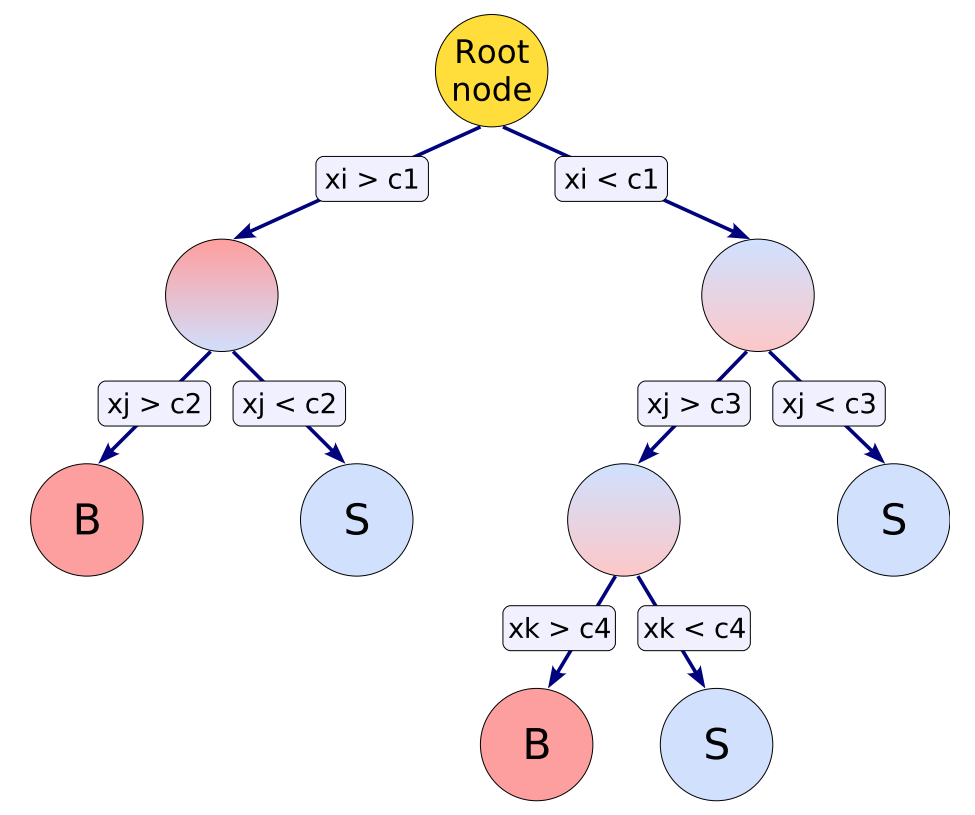 Root
node
xi > c1
xi < c1
xj > c2
xj < c2
xj > c3
xj < c3
B
S
S
xk > c4
xk < c4
B
S